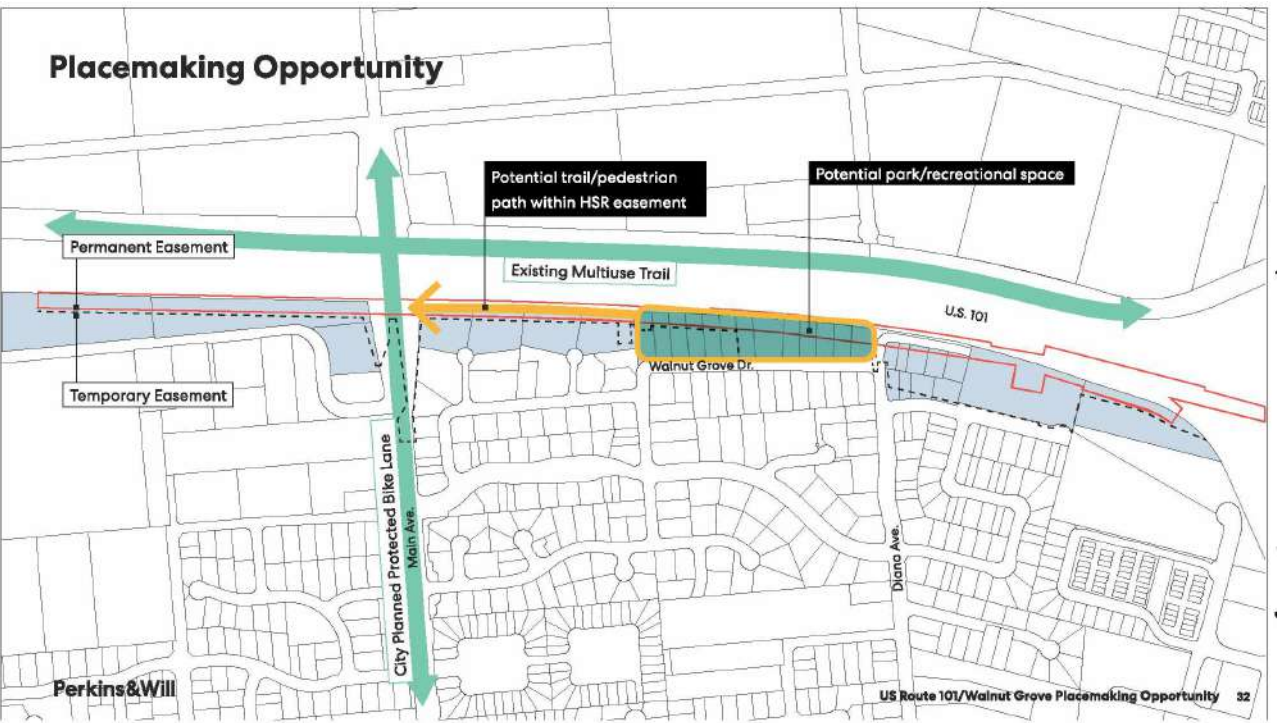 Placemaking Opportunity
Potential trail/pedestrian
path within HSR easement
Potential park/recreational space
Permanent Easement
Existing Multiuse Trail
U.S. 101
Walnut Grove Dr.
Temporary Easement
City Planned Protected Bike Lane
Main Ave.
Diana Ave.
Perkins&Will
US Route 101/Walnut Grove Placemaking Opportunity 32